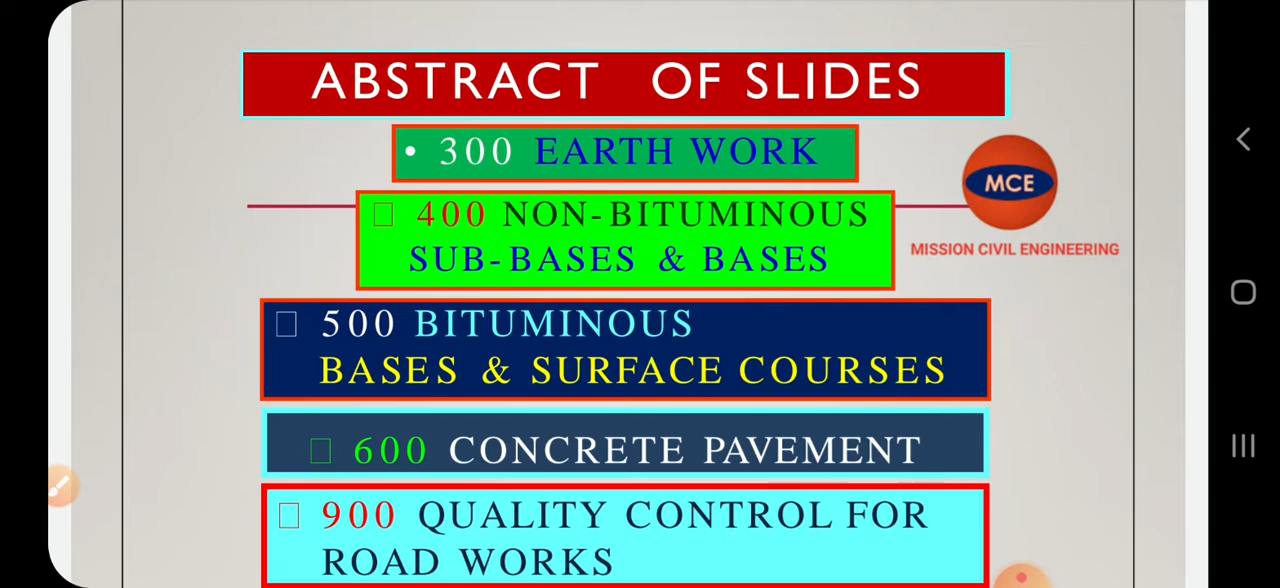 ABSTRACT OF SLIDES
• 300 EARTH WORK
MCE
400 NON-BITUMINOUS
SUB-BASES & BASES
MISSION CIVIL ENGINEERING
500 BITUMINOUS
BASES & SURFACE COURSES
600 CONCRETE PAVEMENT
900 QUALITY CONTROL FOR
ROAD WORKS